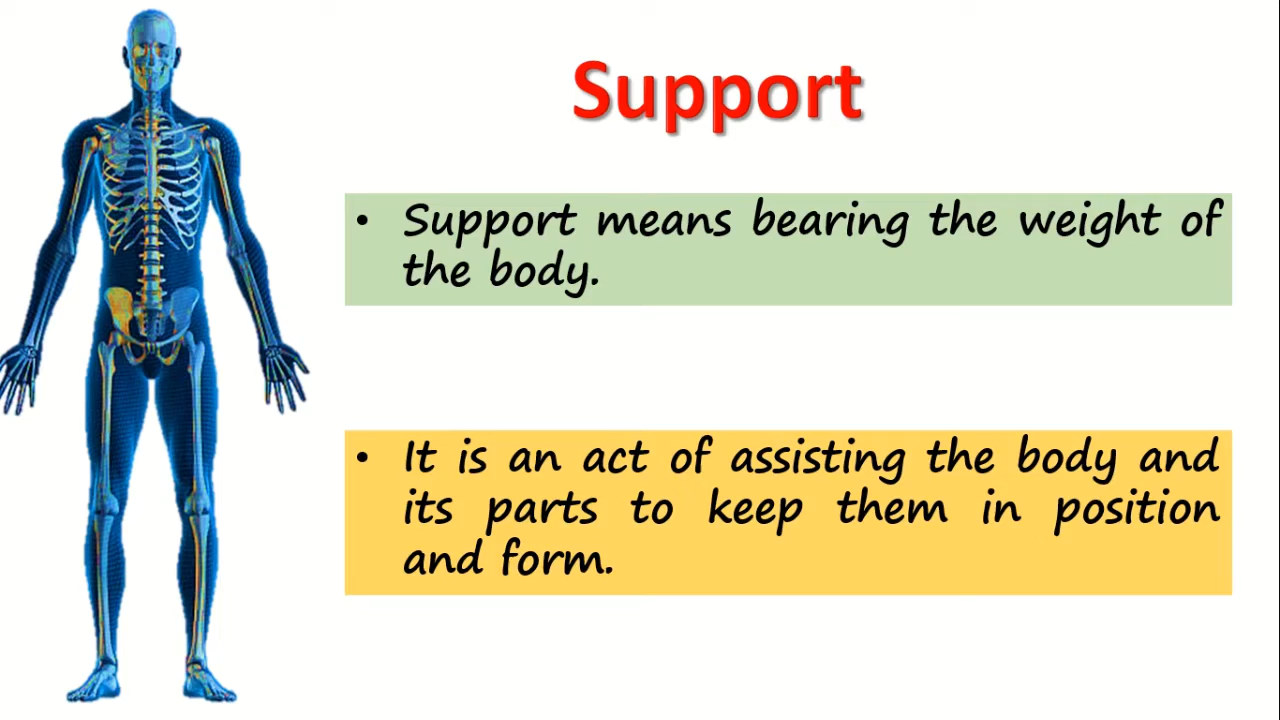 Support
• Support means bearing the weight of
the body.
• It is an act of assisting the body and
its parts to keep them in position
and form.